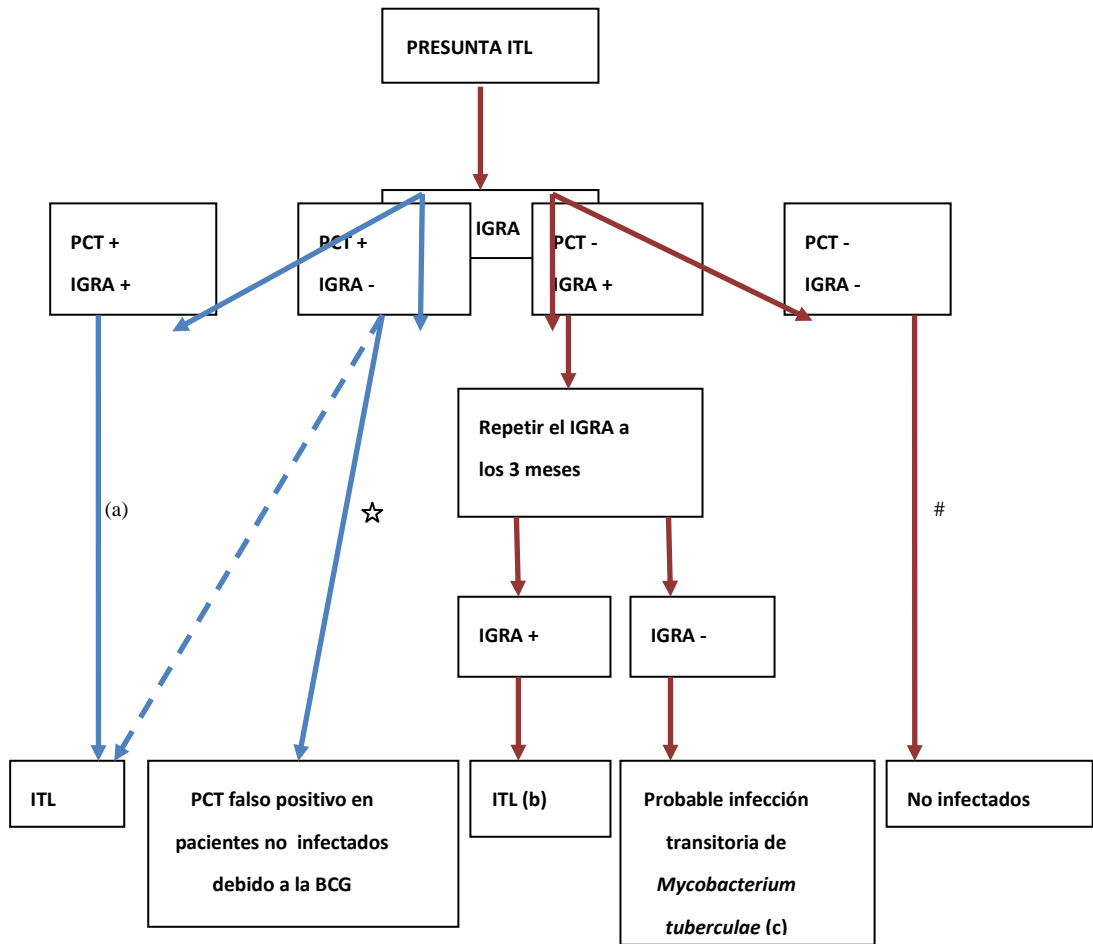 PRESUNTA ITL
IGRA
PCT +
IGRA +
PCT +
IGRA -
PCT -
IGRA +
PCT -
IGRA -
Repetir el IGRA a
los 3 meses
(a)
☆
#
IGRA +
IGRA -
ITL
PCT falso positivo en
pacientes no infectados
debido a la BCG
ITL (b)
Probable infección
transitoria de
Mycobacterium
tuberculae (c)
No infectados